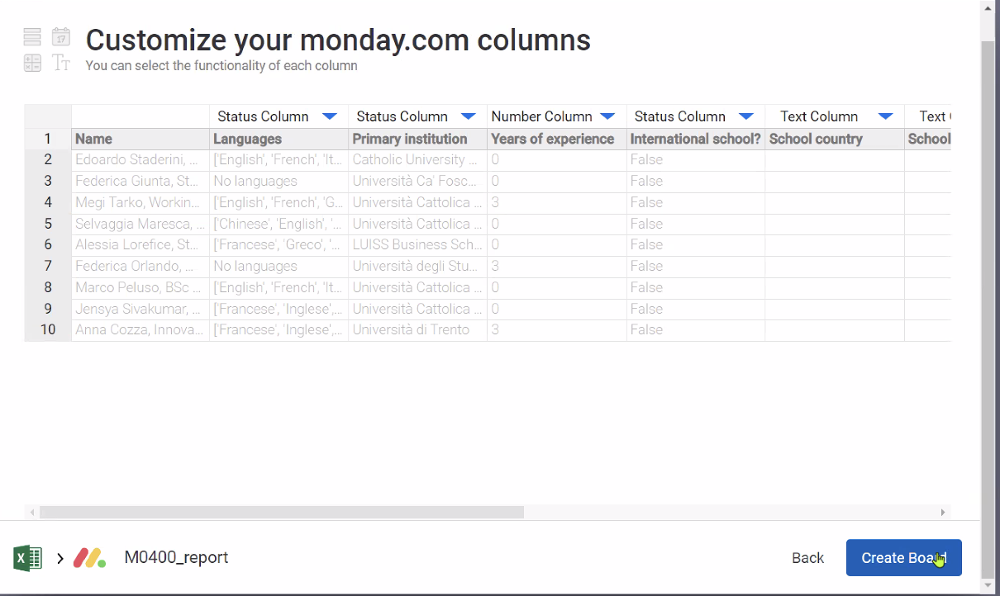 17
Tт
Customize your monday.com columns
You can select the functionality of each column
Status Column Status Column Number Column Status Column Text Column Text
1 Name Languages Primary institution Years of experience International school? School country School
2 Edoardo Staderini, ... ['English', 'French', 'It... Catholic University ... 0 False
3 Federica Giunta, St... No languages Università Ca' Fosc... 0 False
4 Megi Tarko, Workin... ['English', 'French', 'G... Università Cattolica ... 3 False
5 Selvaggia Maresca, ... ['Chinese', 'English', '... Università Cattolica ... 0 False
6 Alessia Lorefice, St... ['Francese', 'Greco', '... LUISS Business Sch... 0 False
7 Federica Orlando, ... No languages Università degli Stu... 3 False
8 Marco Peluso, BSc ... ['English', 'French', 'It... Università Cattolica ... 0 False
9 Jensya Sivakumar, ... ['Francese', 'Inglese',... Università Cattolica ... 0 False
10 Anna Cozza, Innova... ['Francese', 'Inglese',... Università di Trento 3 False
X > M0400_report Back Create Board